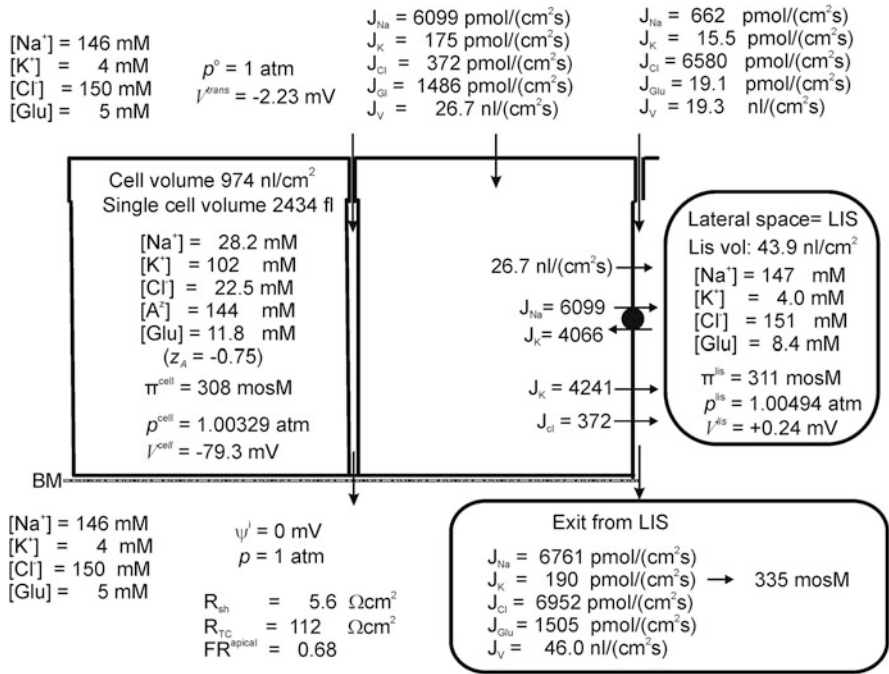 [Na⁺] = 146 mM
[K⁺] = 4 mM
[Cl⁻] = 150 mM
[Glu] = 5 mM
pᵒ = 1 atm
Vᵗʳᵃⁿˢ = -2.23 mV
J_Na = 6099 pmol/(cm²s)
J_K = 175 pmol/(cm²s)
J_Cl = 372 pmol/(cm²s)
J_Gl = 1486 pmol/(cm²s)
J_V = 26.7 nl/(cm²s)
J_Na = 662 pmol/(cm²s)
J_K = 15.5 pmol/(cm²s)
J_Cl = 6580 pmol/(cm²s)
J_Glu = 19.1 pmol/(cm²s)
J_V = 19.3 nl/(cm²s)
Cell volume 974 nl/cm²
Single cell volume 2434 fl
[Na⁺] = 28.2 mM
[K⁺] = 102 mM
[Cl⁻] = 22.5 mM
[Aᶻ] = 144 mM
[Glu] = 11.8 mM
(z_A = -0.75)
π^cell = 308 mosM
p^cell = 1.00329 atm
V^cell = -79.3 mV
26.7 nl/(cm²s)
J_Na = 6099
J_K = 4066
J_K = 4241
J_cl = 372
Lateral space= LIS
Lis vol: 43.9 nl/cm²
[Na⁺] = 147 mM
[K⁺] = 4.0 mM
[Cl⁻] = 151 mM
[Glu] = 8.4 mM
π^lis = 311 mosM
p^lis = 1.00494 atm
V^lis = +0.24 mV
BM
[Na⁺] = 146 mM
[K⁺] = 4 mM
[Cl⁻] = 150 mM
[Glu] = 5 mM
ψⁱ = 0 mV
p = 1 atm
R_sh = 5.6 Ωcm²
R_TC = 112 Ωcm²
FR^apical = 0.68
Exit from LIS
J_Na = 6761 pmol/(cm²s)
J_K = 190 pmol/(cm²s) → 335 mosM
J_Cl = 6952 pmol/(cm²s)
J_Glu = 1505 pmol/(cm²s)
J_V = 46.0 nl/(cm²s)